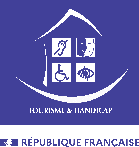 TOURISME & HANDICAP
RÉPUBLIQUE FRANÇAISE